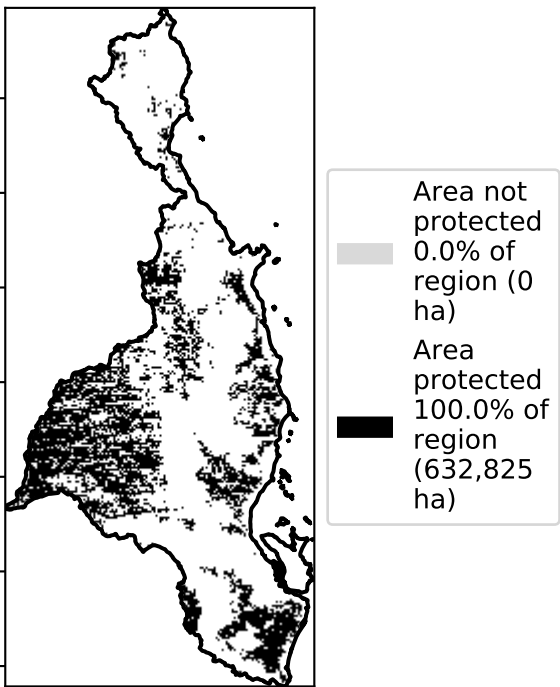 Area not
protected
0.0% of
region (0
ha)
Area
protected
100.0% of
region
(632,825
ha)